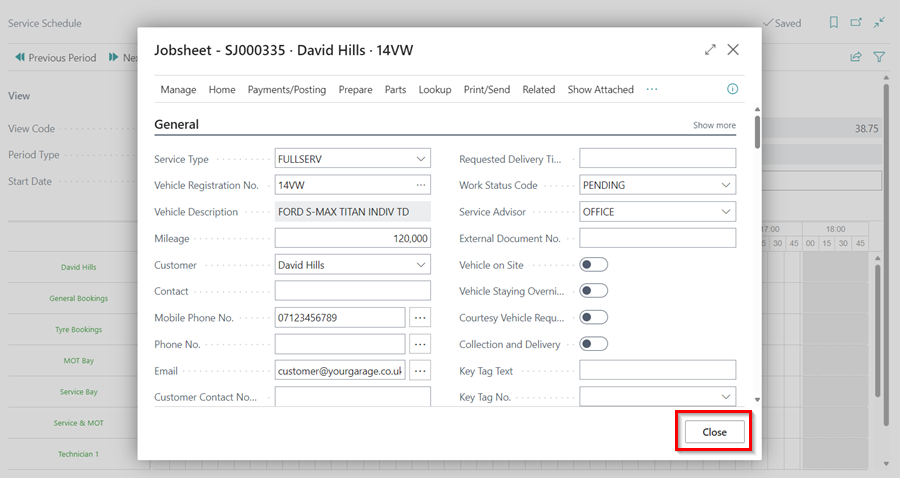 Service Schedule
Saved
Previous Period
Jobsheet - SJ000335 · David Hills · 14VW
Manage Home Payments/Posting Prepare Parts Lookup Print/Send Related Show Attached ···
View
General Show more
View Code 38.75
Period Type
Start Date
Service Type FULLSERV Requested Delivery Ti...
Vehicle Registration No. 14VW ··· Work Status Code PENDING
Vehicle Description FORD S-MAX TITAN INDIV TD Service Advisor OFFICE
Mileage 120,000 External Document No.
Customer David Hills Vehicle on Site
Contact Vehicle Staying Overni...
Mobile Phone No. 07123456789 ··· Courtesy Vehicle Requ...
Phone No. ··· Collection and Delivery
Email customer@yourgarage.co.uk ··· Key Tag Text
Customer Contact No... Key Tag No.
Close
17:00 18:00
30 45 00 15 30 45
David Hills
General Bookings
Tyre Bookings
MOT Bay
Service Bay
Service & MOT
Technician 1